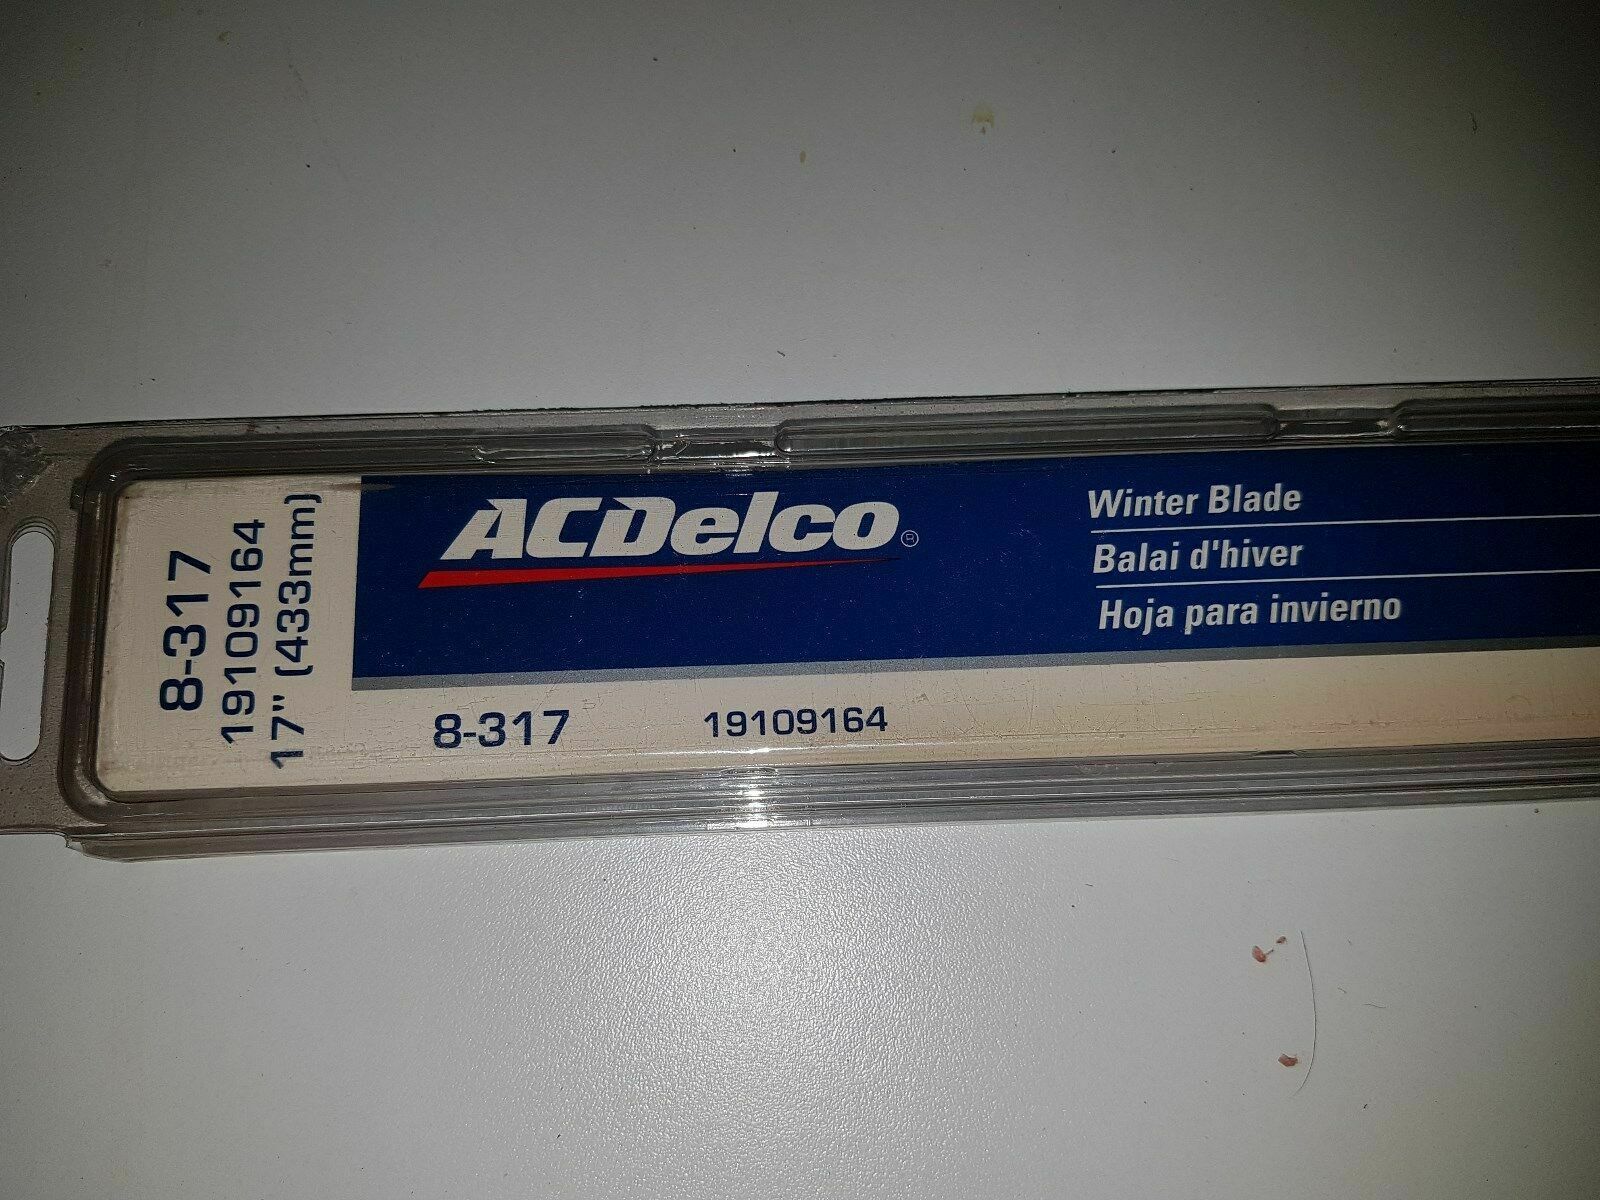 8-317
19109164
17" (433mm)
ACDelco®
Winter Blade
Balai d'hiver
Hoja para invierno
8-317
19109164